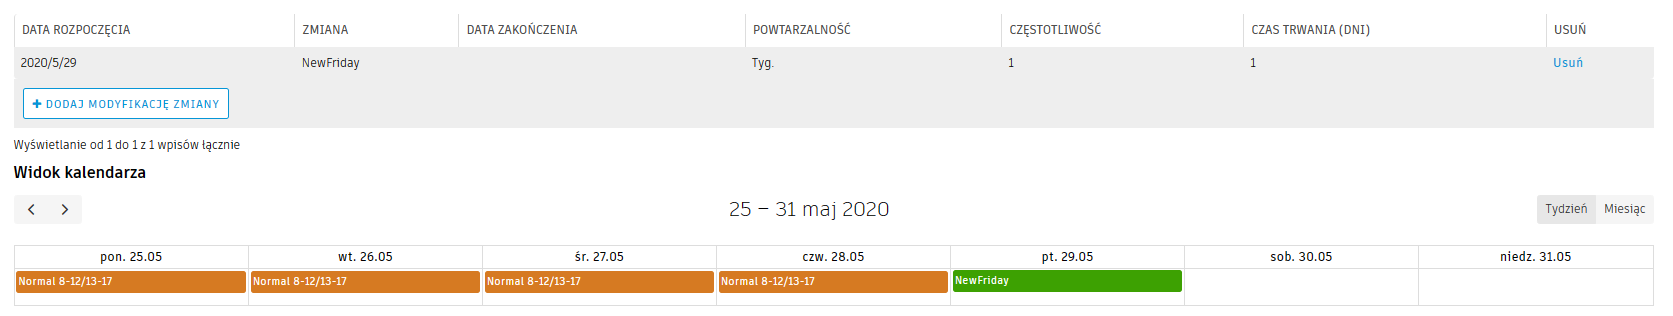 DATA ROZPOCZĘCIA ZMIANA DATA ZAKOŃCZENIA POWTARZALNOŚĆ CZĘSTOTLIWOŚĆ CZAS TRWANIA (DNI) USUŃ
2020/5/29 NewFriday Tyg. 1 1 Usuń
+ DODAJ MODYFIKACJĘ ZMIANY
Wyświetlanie od 1 do 1 z 1 wpisów łącznie
Widok kalendarza
25 – 31 maj 2020 Tydzień Miesiąc
pon. 25.05 wt. 26.05 śr. 27.05 czw. 28.05 pt. 29.05 sob. 30.05 niedz. 31.05
Normal 8-12/13-17 Normal 8-12/13-17 Normal 8-12/13-17 Normal 8-12/13-17 NewFriday